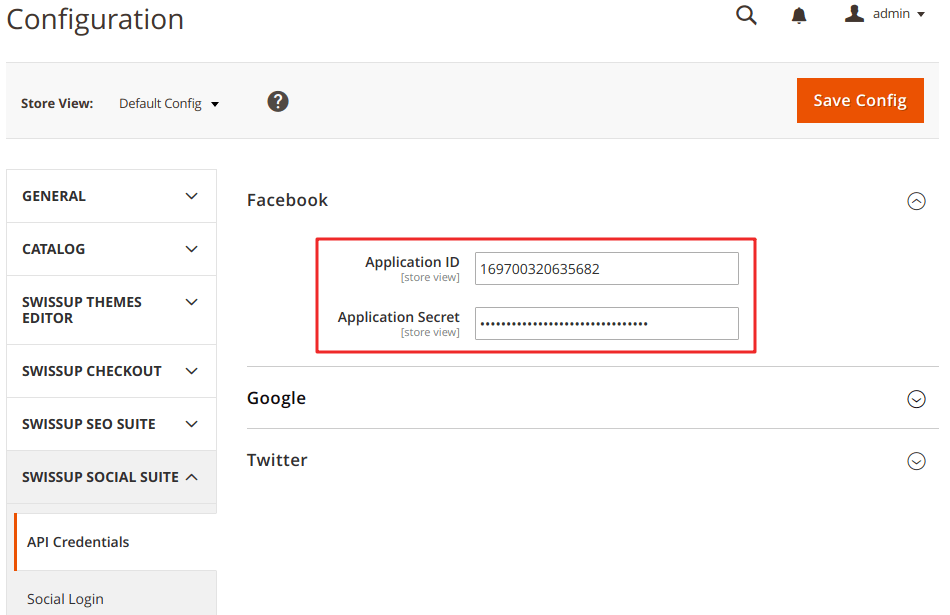 Configuration
admin
Store View: Default Config ?
Save Config
GENERAL
CATALOG
SWISSUP THEMES
EDITOR
SWISSUP CHECKOUT
SWISSUP SEO SUITE
SWISSUP SOCIAL SUITE
API Credentials
Social Login
Facebook
Application ID
[store view]
169700320635682
Application Secret
[store view]
••••••••••••••••••••••••••••••••
Google
Twitter